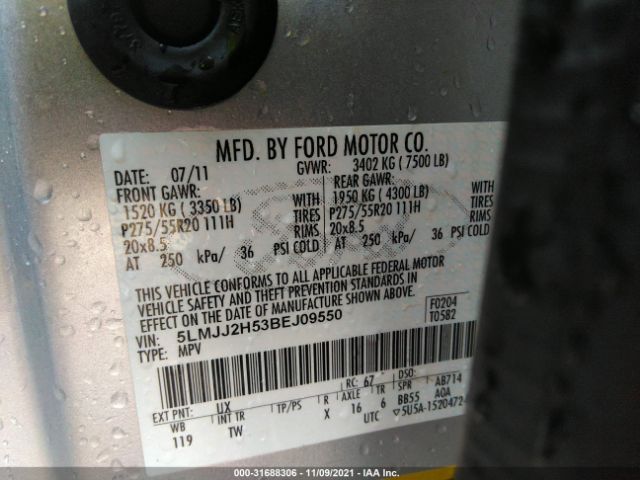 MFD. BY FORD MOTOR CO.
DATE: 07/11 GVWR: 3402 KG ( 7500 LB)
FRONT GAWR: REAR GAWR:
1520 KG ( 3350 LB) WITH 1950 KG ( 4300 LB) WITH
P275/55R20 111H TIRES P275/55R20 111H TIRES
20x8.5 RIMS 20x8.5 RIMS
AT 250 kPa/ 36 PSI COLD AT 250 kPa/ 36 PSI COLD
THIS VEHICLE CONFORMS TO ALL APPLICABLE FEDERAL MOTOR
VEHICLE SAFETY AND THEFT PREVENTION STANDARDS IN
EFFECT ON THE DATE OF MANUFACTURE SHOWN ABOVE.
F0204
T0582
VIN: 5LMJJ2H53BEJ09550
TYPE: MPV
EXT PNT: UX RC: 67 DSO:
WB INT TR TP/PS R AXLE TR SPR AB714
119 TW X 16 6 BB55 AOA
UTC 5U5A-1520472-
000-31688306 - 11/09/2021 - IAA Inc.